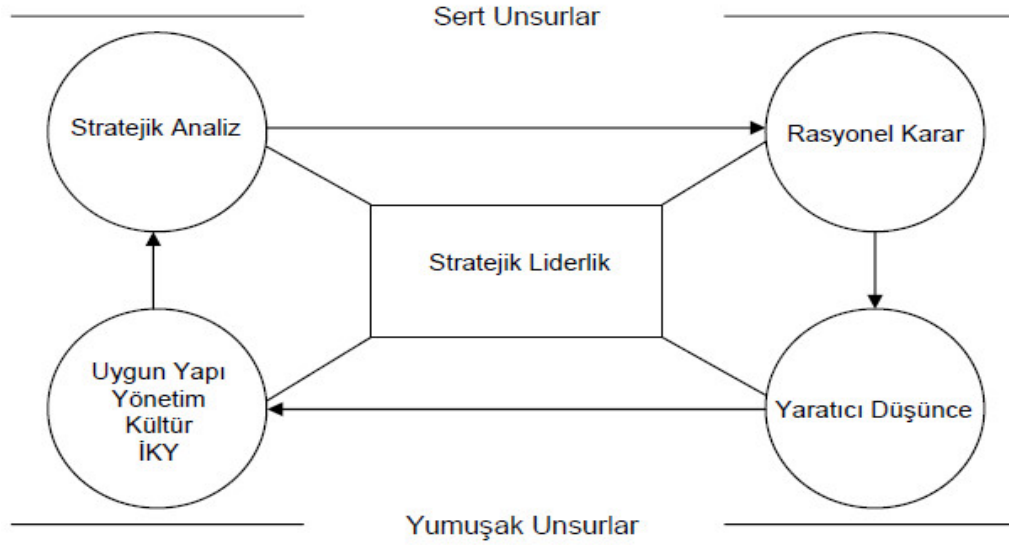 Sert Unsurlar
Stratejik Analiz
Rasyonel Karar
Stratejik Liderlik
Uygun Yapı
Yönetim
Kültür
İKY
Yaratıcı Düşünce
Yumuşak Unsurlar